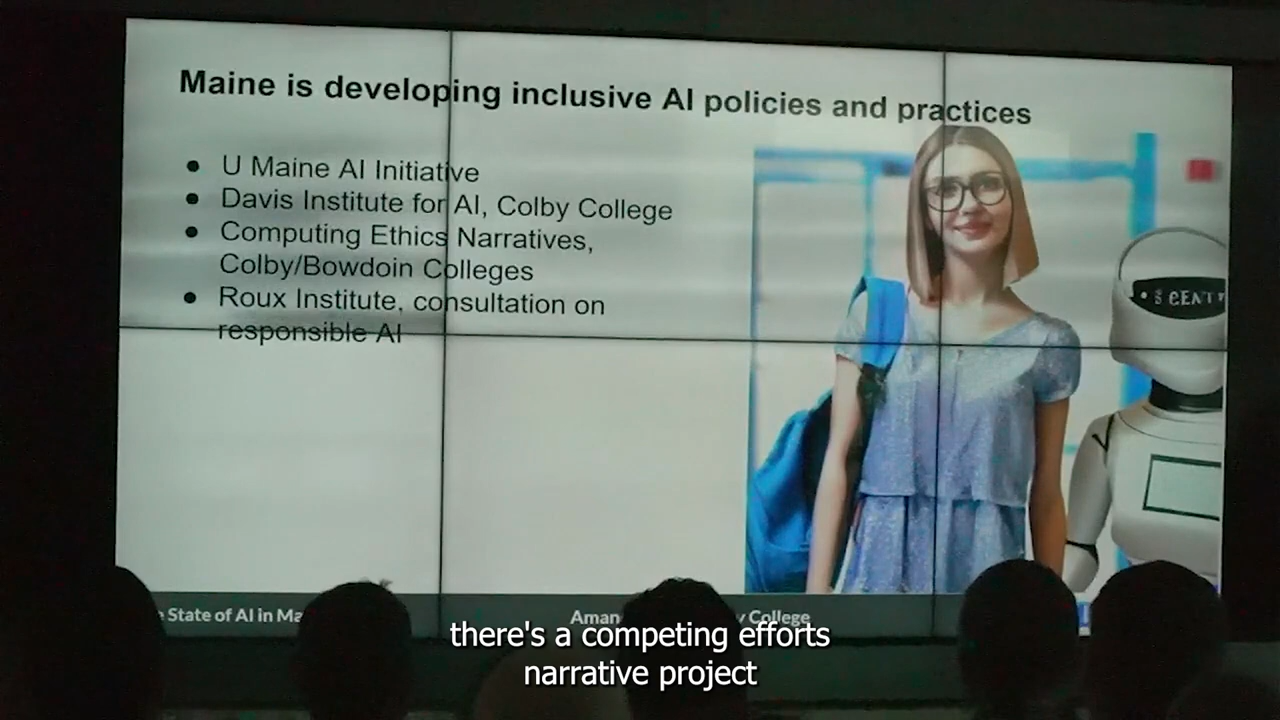 Maine is developing inclusive AI policies and practices
● U Maine AI Initiative
● Davis Institute for AI, Colby College
● Computing Ethics Narratives,
Colby/Bowdoin Colleges
● Roux Institute, consultation on
responsible AI
State of AI in Ma
Aman y College
there's a competing efforts
narrative project